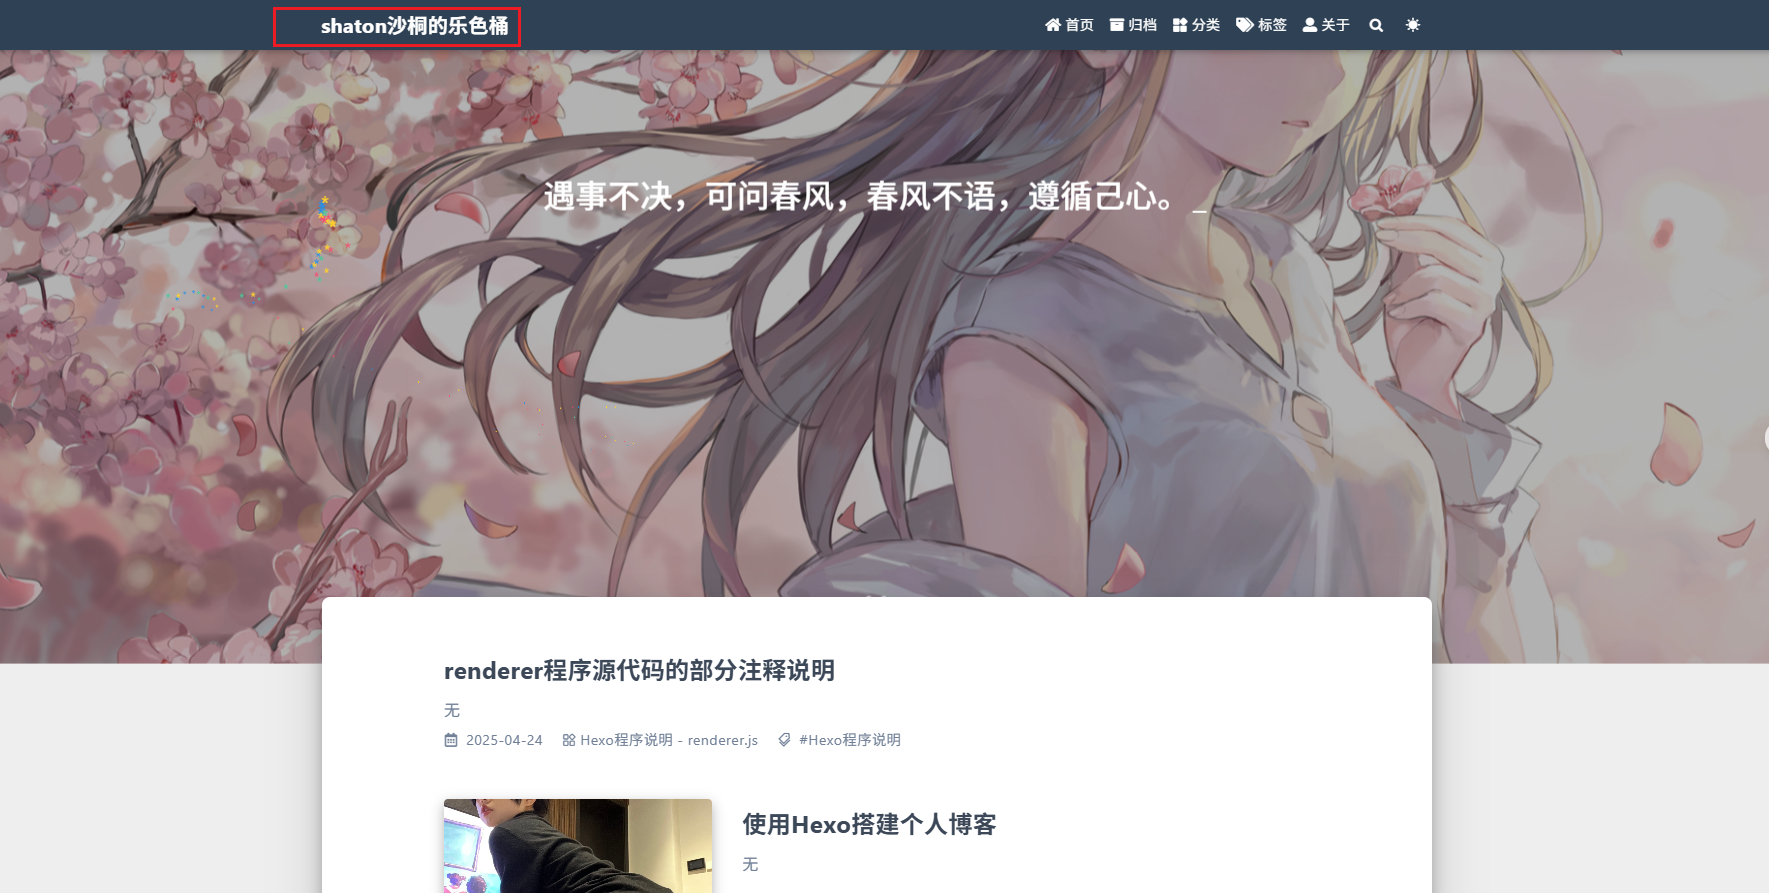 shaton沙桐的乐色桶
首页 归档 分类 标签 关于
遇事不决，可问春风，春风不语，遵循己心。_
renderer程序源代码的部分注释说明
无
2025-04-24 Hexo程序说明 - renderer.js #Hexo程序说明
使用Hexo搭建个人博客
无